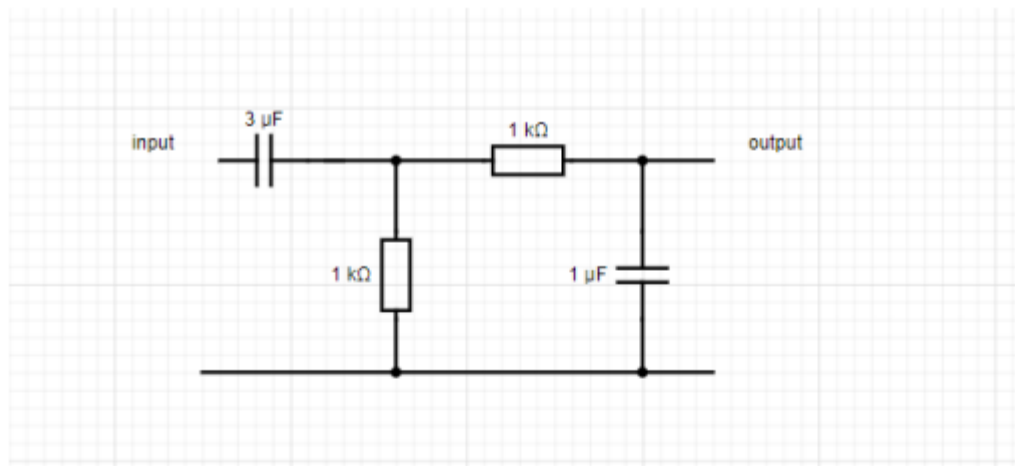 3 µF
1 kΩ
input
output
1 kΩ
1 µF